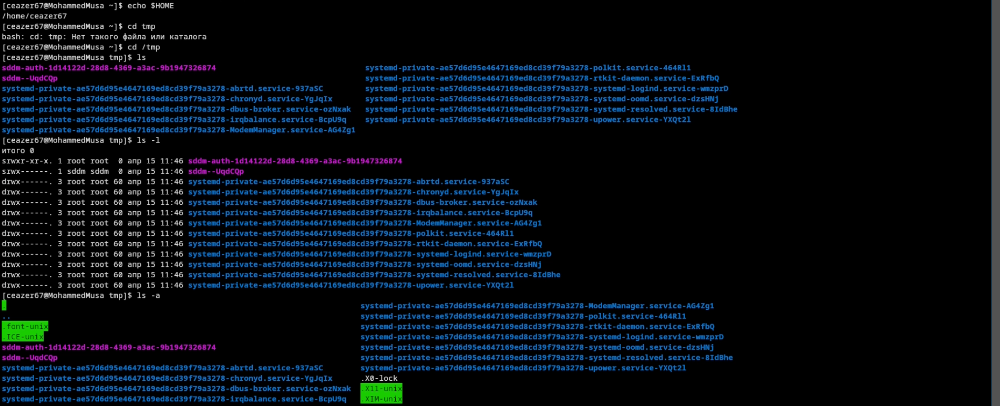 [ceazer67@MohammedMusa ~]$ echo $HOME
/home/ceazer67
[ceazer67@MohammedMusa ~]$ cd tmp
bash: cd: tmp: Нет такого файла или каталога
[ceazer67@MohammedMusa ~]$ cd /tmp
[ceazer67@MohammedMusa tmp]$ ls
sddm-auth-1d14122d-28d8-4369-a3ac-9b1947326874 systemd-private-ae57d6d95e4647169ed8cd39f79a3278-polkit.service-464Rl1
sddm--UqdCQp systemd-private-ae57d6d95e4647169ed8cd39f79a3278-rtkit-daemon.service-ExRfbQ
systemd-private-ae57d6d95e4647169ed8cd39f79a3278-abrtd.service-937aSC systemd-private-ae57d6d95e4647169ed8cd39f79a3278-systemd-logind.service-wmzprD
systemd-private-ae57d6d95e4647169ed8cd39f79a3278-chronyd.service-YgJqIx systemd-private-ae57d6d95e4647169ed8cd39f79a3278-systemd-oomd.service-dzsHNj
systemd-private-ae57d6d95e4647169ed8cd39f79a3278-dbus-broker.service-ozNxak systemd-private-ae57d6d95e4647169ed8cd39f79a3278-systemd-resolved.service-8IdBhe
systemd-private-ae57d6d95e4647169ed8cd39f79a3278-irqbalance.service-BcpU9q systemd-private-ae57d6d95e4647169ed8cd39f79a3278-upower.service-YXQt2l
systemd-private-ae57d6d95e4647169ed8cd39f79a3278-ModemManager.service-AG4Zg1
[ceazer67@MohammedMusa tmp]$ ls -l
итого 0
srwxr-xr-x. 1 root root  0 апр 15 11:46 sddm-auth-1d14122d-28d8-4369-a3ac-9b1947326874
srwx------. 1 sddm sddm  0 апр 15 11:46 sddm--UqdCQp
drwx------. 3 root root 60 апр 15 11:46 systemd-private-ae57d6d95e4647169ed8cd39f79a3278-abrtd.service-937aSC
drwx------. 3 root root 60 апр 15 11:46 systemd-private-ae57d6d95e4647169ed8cd39f79a3278-chronyd.service-YgJqIx
drwx------. 3 root root 60 апр 15 11:46 systemd-private-ae57d6d95e4647169ed8cd39f79a3278-dbus-broker.service-ozNxak
drwx------. 3 root root 60 апр 15 11:46 systemd-private-ae57d6d95e4647169ed8cd39f79a3278-irqbalance.service-BcpU9q
drwx------. 3 root root 60 апр 15 11:46 systemd-private-ae57d6d95e4647169ed8cd39f79a3278-ModemManager.service-AG4Zg1
drwx------. 3 root root 60 апр 15 11:46 systemd-private-ae57d6d95e4647169ed8cd39f79a3278-polkit.service-464Rl1
drwx------. 3 root root 60 апр 15 11:46 systemd-private-ae57d6d95e4647169ed8cd39f79a3278-rtkit-daemon.service-ExRfbQ
drwx------. 3 root root 60 апр 15 11:46 systemd-private-ae57d6d95e4647169ed8cd39f79a3278-systemd-logind.service-wmzprD
drwx------. 3 root root 60 апр 15 11:46 systemd-private-ae57d6d95e4647169ed8cd39f79a3278-systemd-oomd.service-dzsHNj
drwx------. 3 root root 60 апр 15 11:46 systemd-private-ae57d6d95e4647169ed8cd39f79a3278-systemd-resolved.service-8IdBhe
drwx------. 3 root root 60 апр 15 11:46 systemd-private-ae57d6d95e4647169ed8cd39f79a3278-upower.service-YXQt2l
[ceazer67@MohammedMusa tmp]$ ls -a
. systemd-private-ae57d6d95e4647169ed8cd39f79a3278-ModemManager.service-AG4Zg1
.. systemd-private-ae57d6d95e4647169ed8cd39f79a3278-polkit.service-464Rl1
.font-unix systemd-private-ae57d6d95e4647169ed8cd39f79a3278-rtkit-daemon.service-ExRfbQ
.ICE-unix systemd-private-ae57d6d95e4647169ed8cd39f79a3278-systemd-logind.service-wmzprD
sddm-auth-1d14122d-28d8-4369-a3ac-9b1947326874 systemd-private-ae57d6d95e4647169ed8cd39f79a3278-systemd-oomd.service-dzsHNj
sddm--UqdCQp systemd-private-ae57d6d95e4647169ed8cd39f79a3278-systemd-resolved.service-8IdBhe
systemd-private-ae57d6d95e4647169ed8cd39f79a3278-abrtd.service-937aSC systemd-private-ae57d6d95e4647169ed8cd39f79a3278-upower.service-YXQt2l
systemd-private-ae57d6d95e4647169ed8cd39f79a3278-chronyd.service-YgJqIx .X0-lock
systemd-private-ae57d6d95e4647169ed8cd39f79a3278-dbus-broker.service-ozNxak .X11-unix
systemd-private-ae57d6d95e4647169ed8cd39f79a3278-irqbalance.service-BcpU9q .XIM-unix